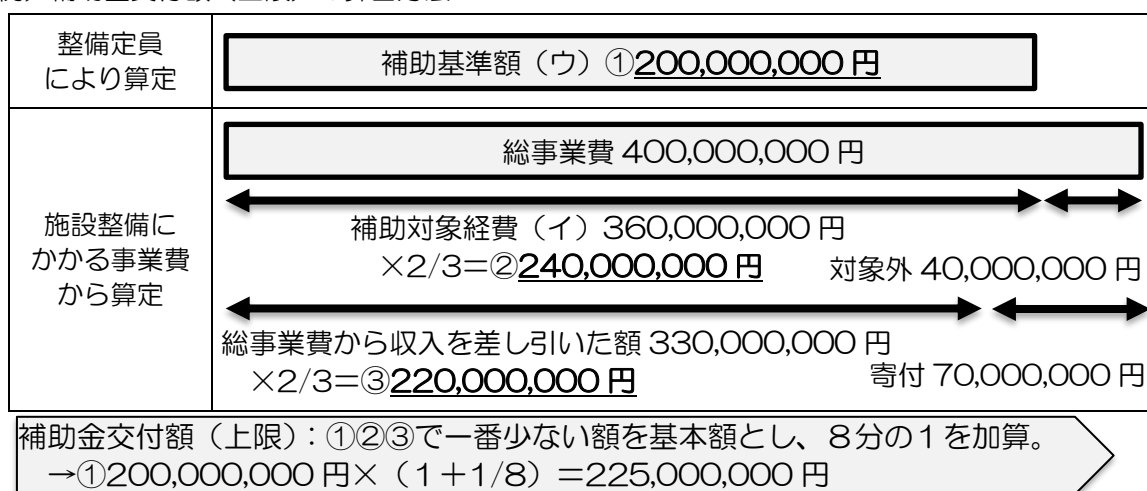 整備定員
により算定
補助基準額（ウ）①200,000,000 円
総事業費 400,000,000 円
施設整備に
かかる事業費
から算定
補助対象経費（イ）360,000,000 円
×2/3＝②240,000,000 円
対象外 40,000,000 円
総事業費から収入を差し引いた額 330,000,000 円
×2/3＝③220,000,000 円
寄付 70,000,000 円
補助金交付額（上限）：①②③で一番少ない額を基本額とし、８分の１を加算。
→①200,000,000 円×（１＋1/8）＝225,000,000 円